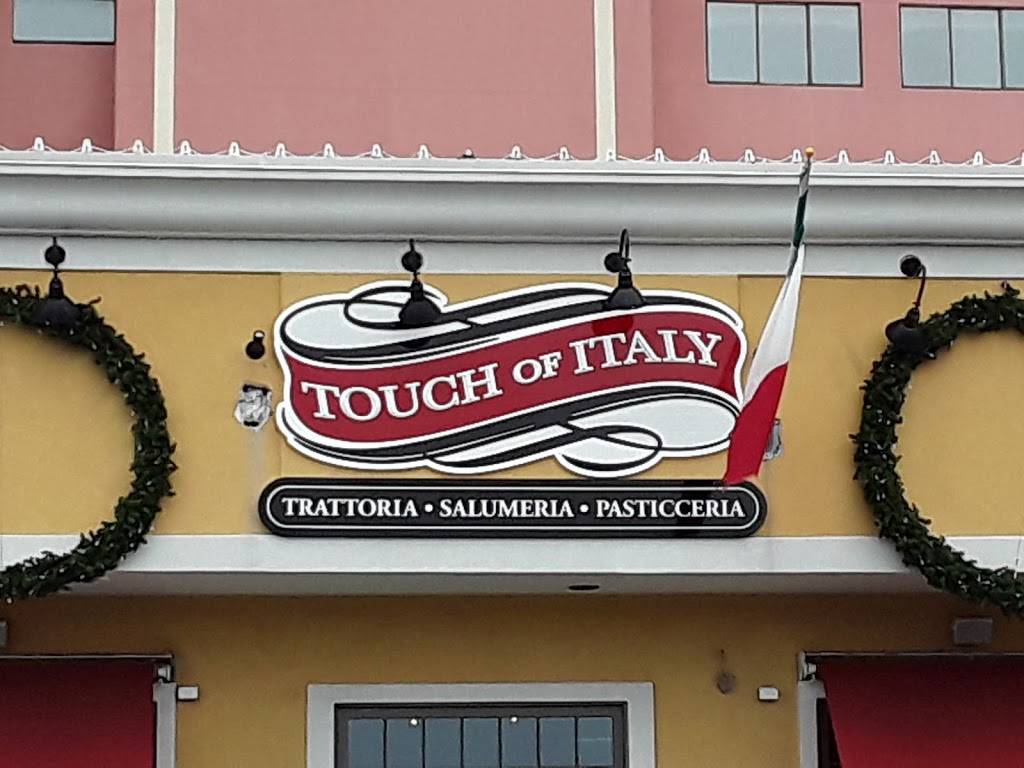 TOUCH OF ITALY
TRATTORIA • SALUMERIA • PASTICCERIA